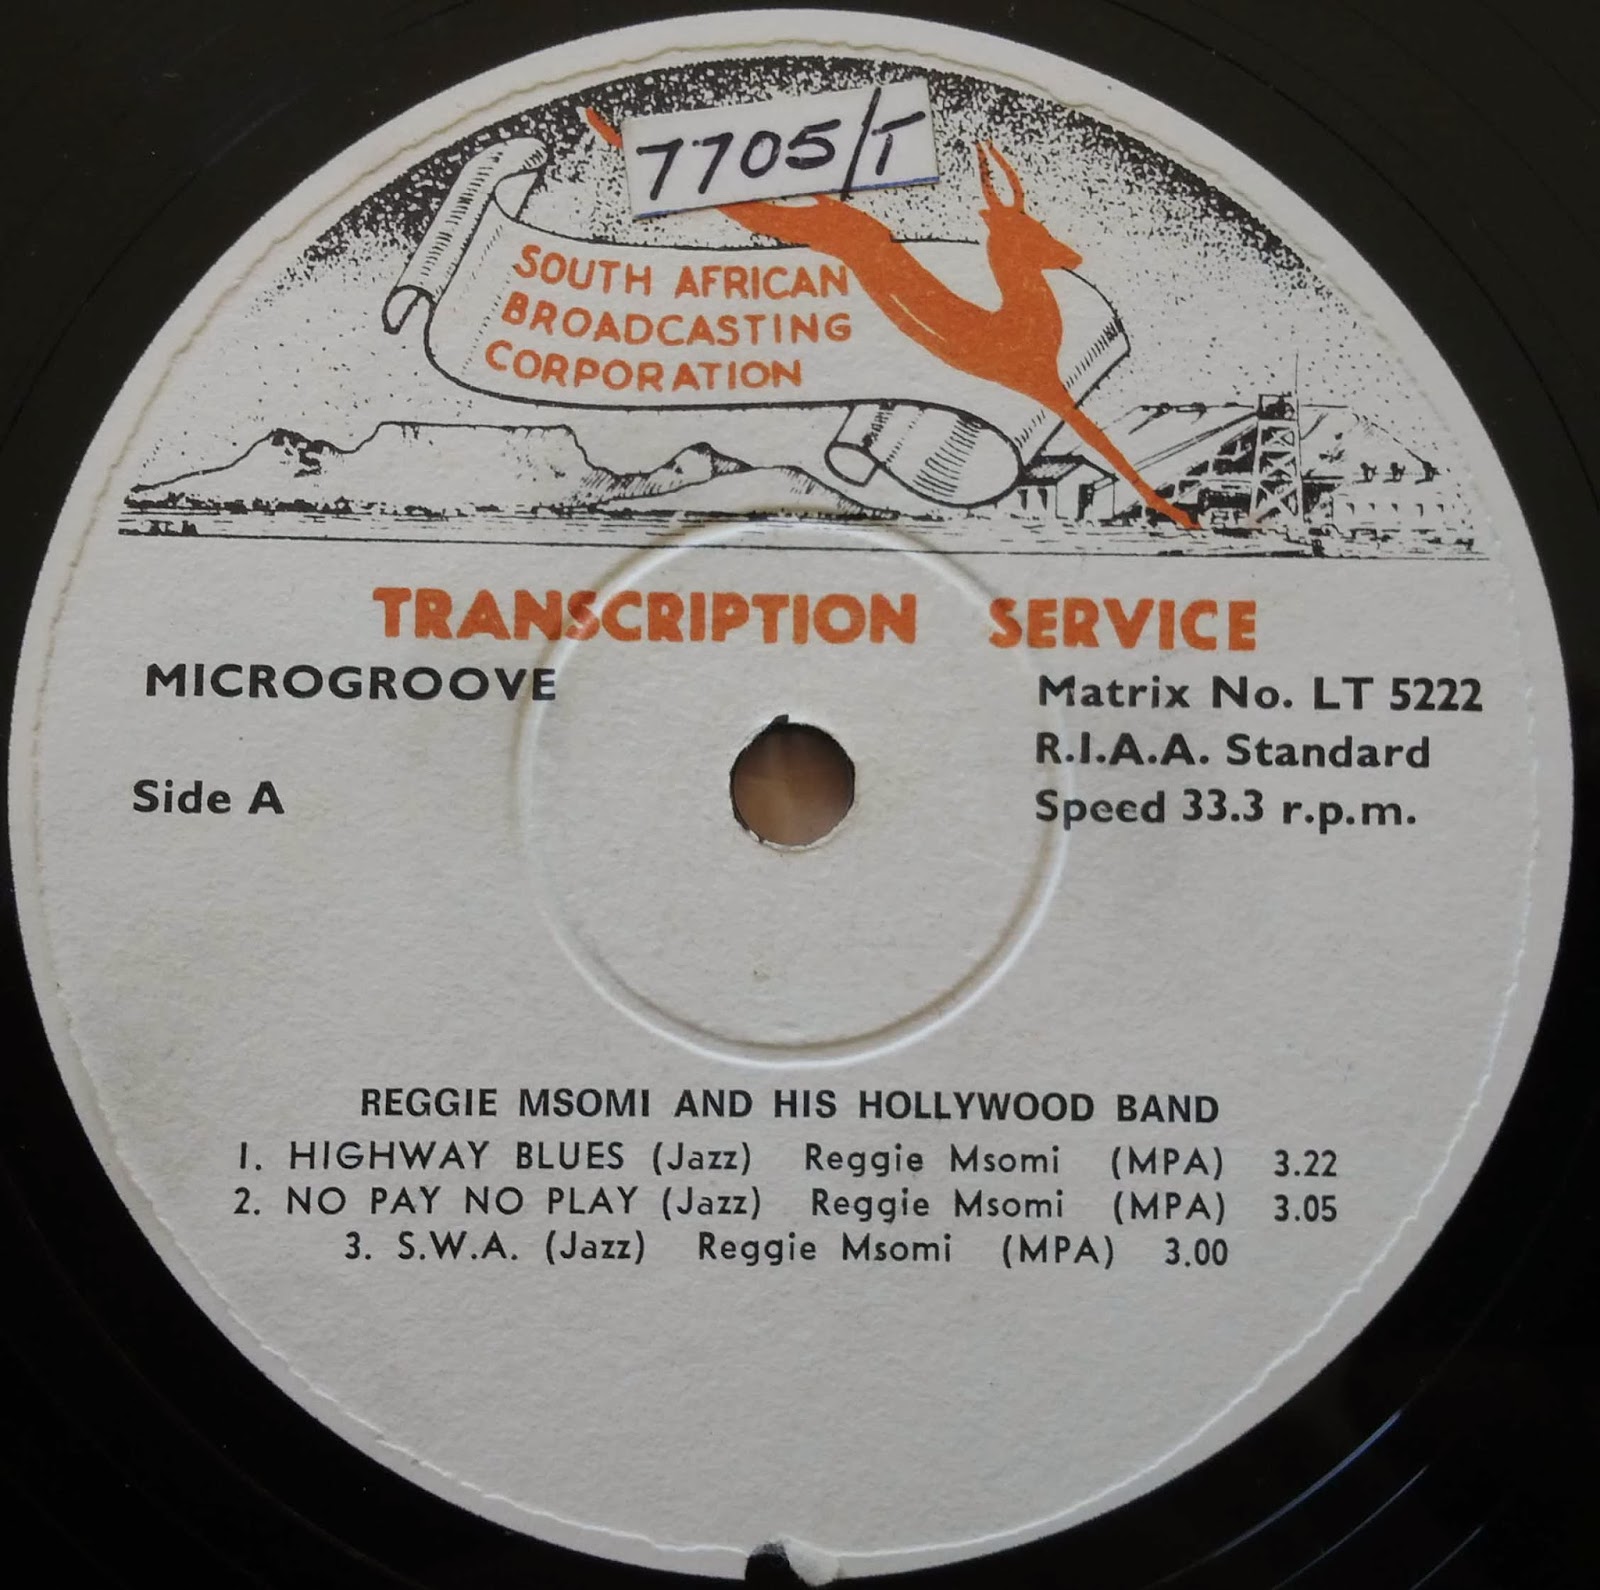 7705/T
SOUTH AFRICAN
BROADCASTING
CORPORATION
TRANSCRIPTION SERVICE
MICROGROOVE
Matrix No. LT 5222
R.I.A.A. Standard
Side A
Speed 33.3 r.p.m.
REGGIE MSOMI AND HIS HOLLYWOOD BAND
1. HIGHWAY BLUES (Jazz) Reggie Msomi (MPA) 3.22
2. NO PAY NO PLAY (Jazz) Reggie Msomi (MPA) 3.05
3. S.W.A. (Jazz) Reggie Msomi (MPA) 3.00